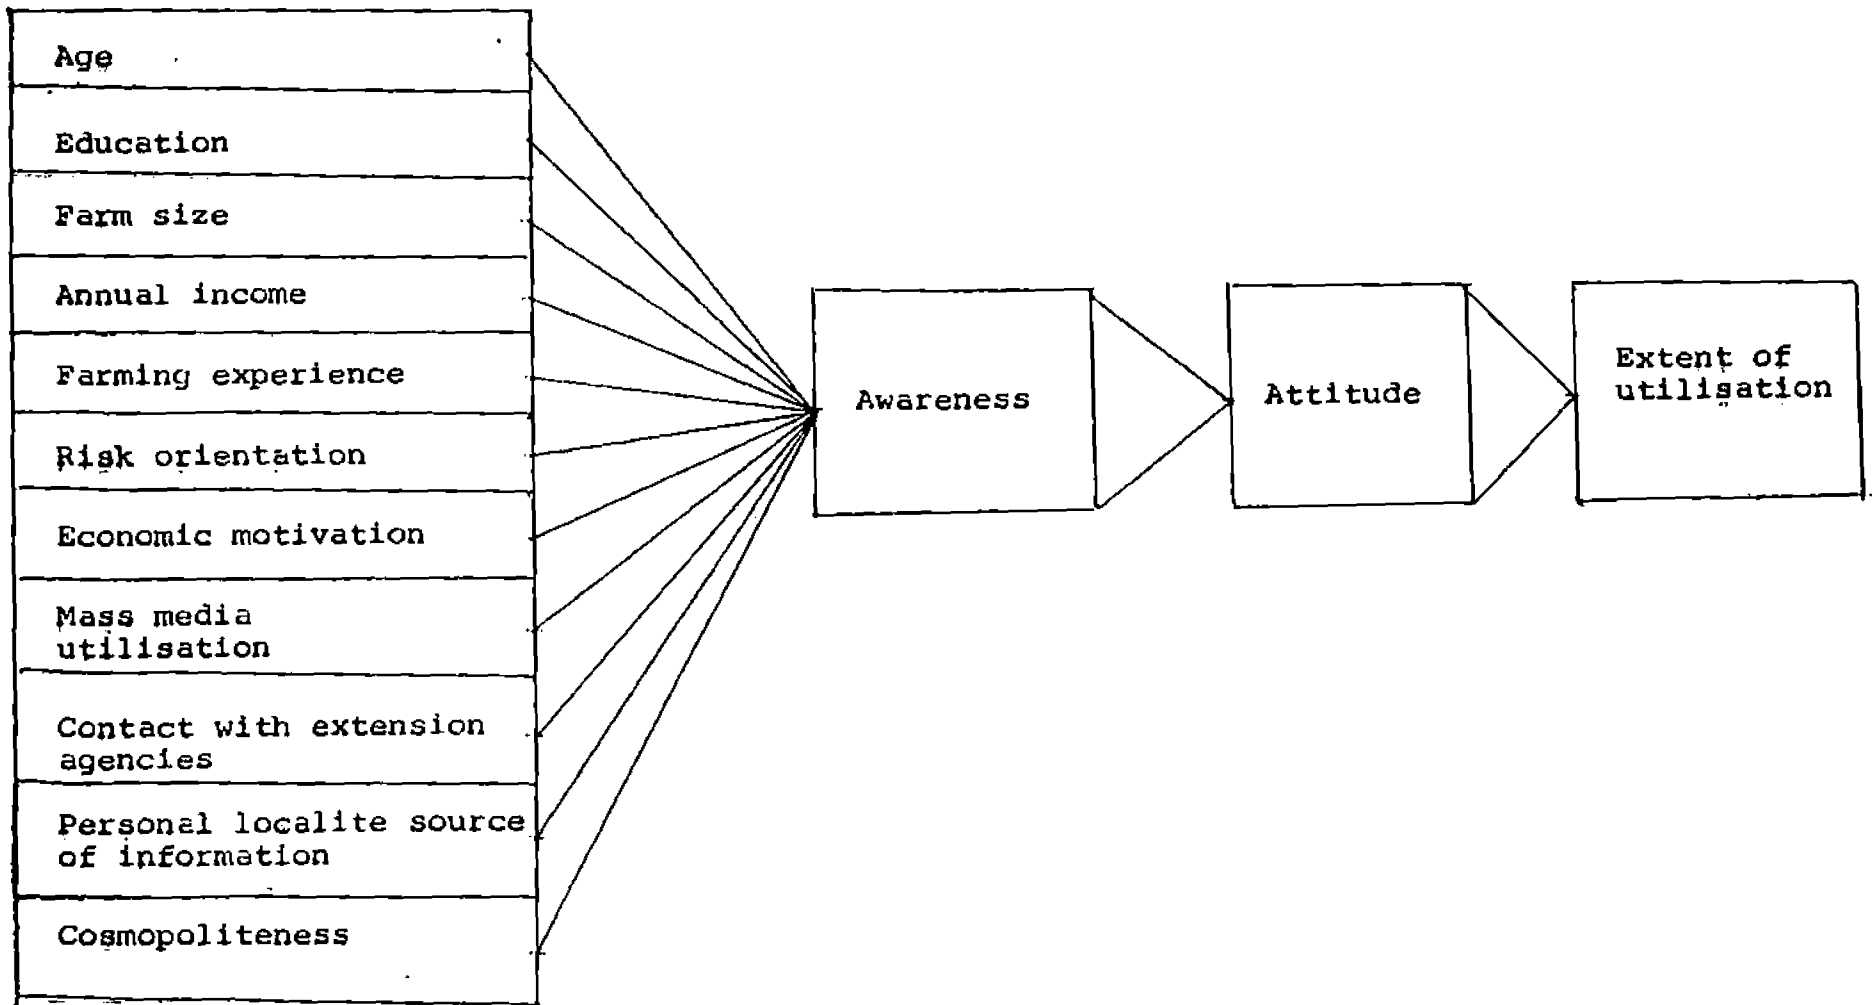 Age
Education
Farm size
Annual income
Farming experience
Risk orientation
Economic motivation
Mass media
utilisation
Contact with extension
agencies
Personal localite source
of information
Cosmopoliteness
Awareness
Attitude
Extent of
utilisation